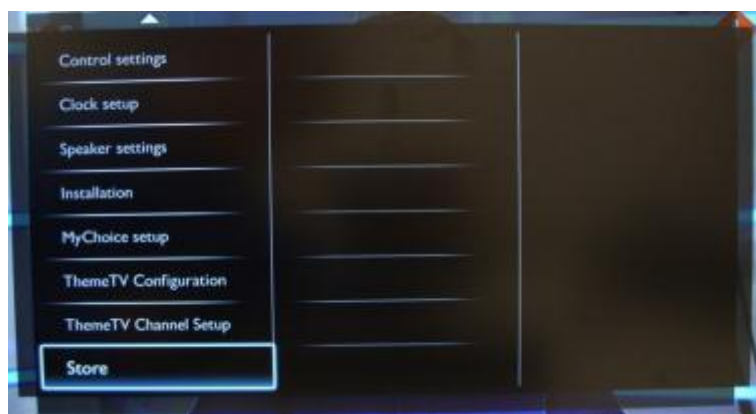 Control settings
Clock setup
Speaker settings
Installation
MyChoice setup
ThemeTV Configuration
ThemeTV Channel Setup
Store